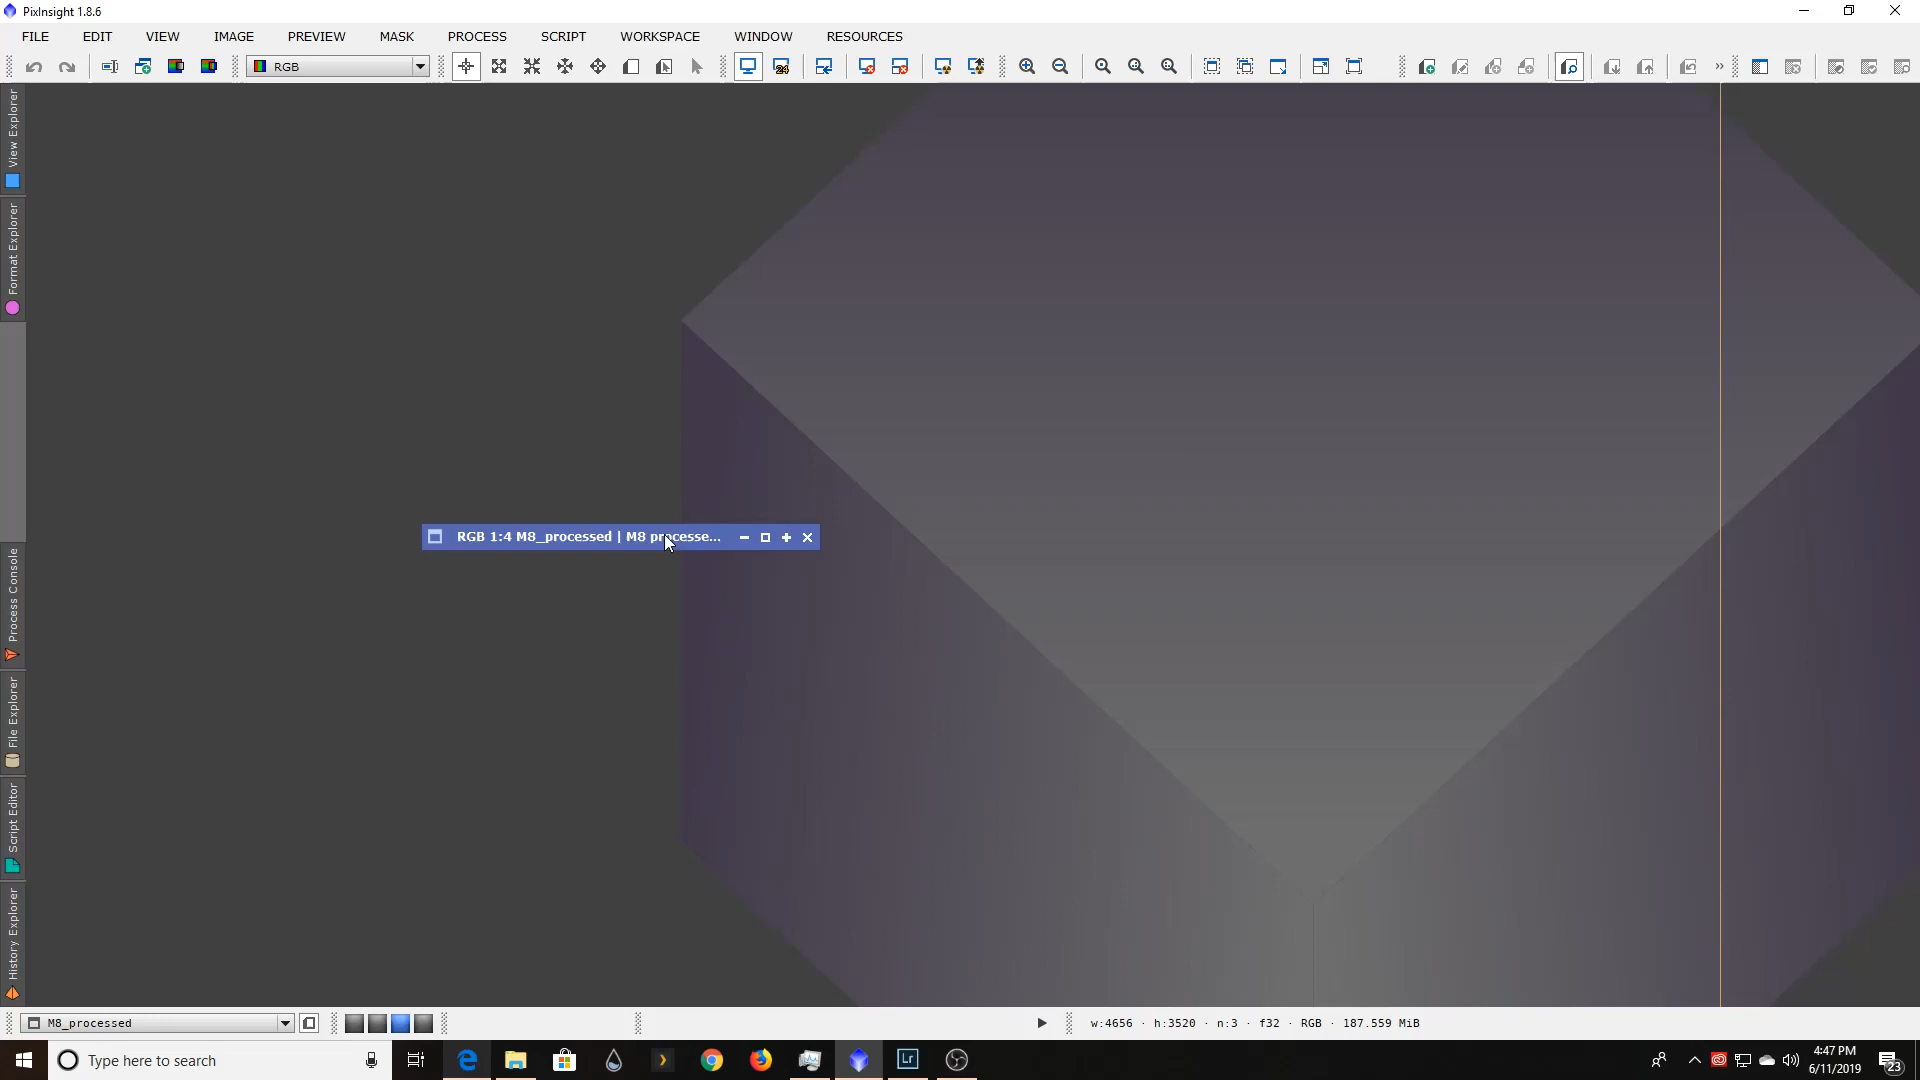 PixInsight 1.8.6
FILE EDIT VIEW IMAGE PREVIEW MASK PROCESS SCRIPT WORKSPACE WINDOW RESOURCES
RGB
24
View Explorer
Format Explorer
Process Console
File Explorer
Script Editor
History Explorer
RGB 1:4 M8_processed | M8 processe...
M8_processed
w:4656 · h:3520 · n:3 · f32 · RGB · 187.559 MiB
Type here to search
Lr
4:47 PM
6/11/2019
23